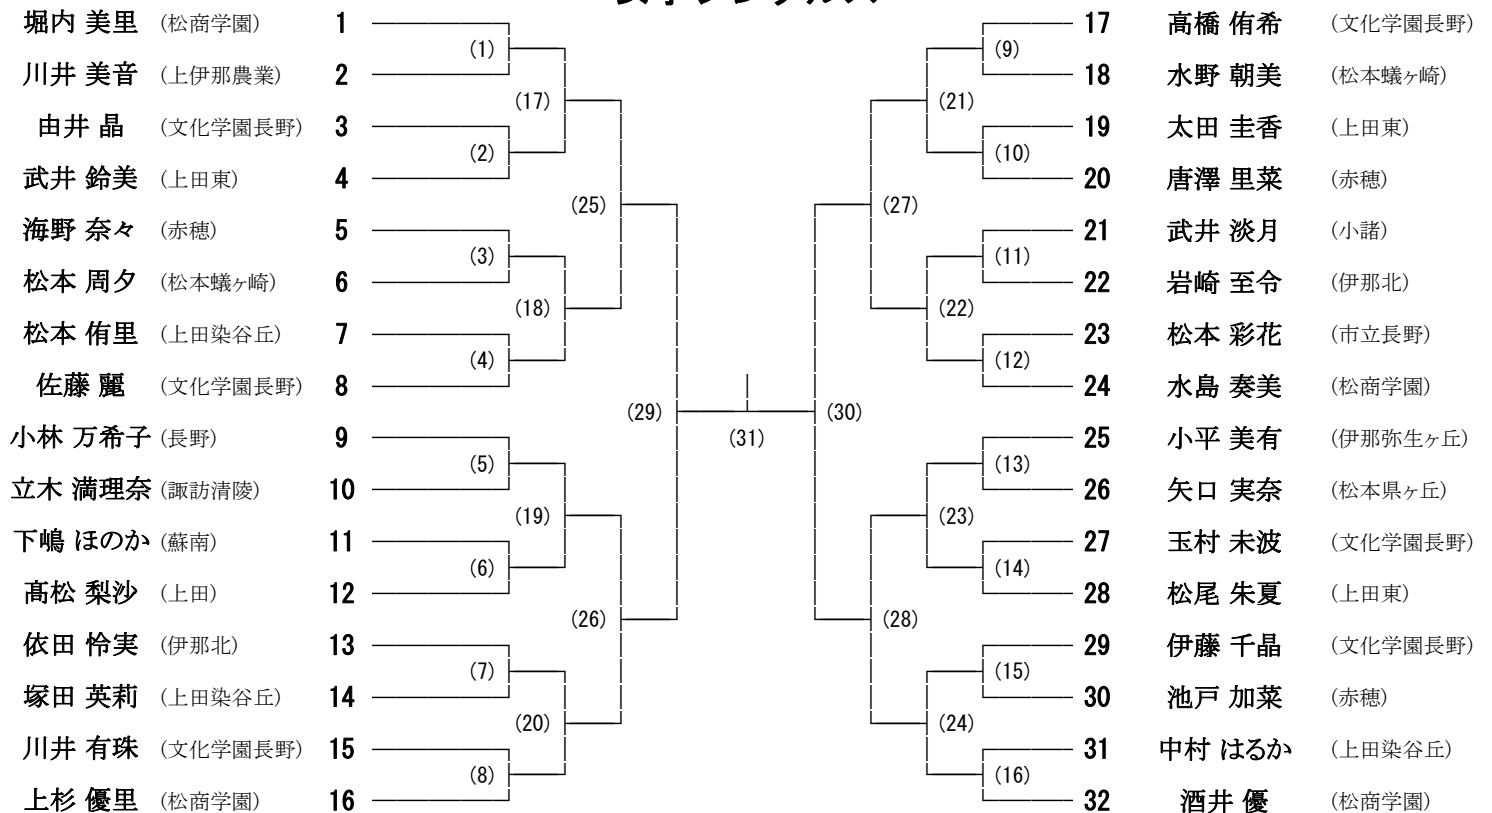 堀内 美里 (松商学園) 1
(1)
川井 美音 (上伊那農業) 2
(17)
由井 晶 (文化学園長野) 3
(2)
武井 鈴美 (上田東) 4
(25)
海野 奈々 (赤穂) 5
(3)
松本 周夕 (松本蟻ヶ崎) 6
(18)
松本 侑里 (上田染谷丘) 7
(4)
佐藤 麗 (文化学園長野) 8
(29)
小林 万希子 (長野) 9
(5)
立木 満理奈 (諏訪清陵) 10
(19)
下嶋 ほのか (蘇南) 11
(6)
髙松 梨沙 (上田) 12
(26)
依田 怜実 (伊那北) 13
(7)
塚田 英莉 (上田染谷丘) 14
(20)
川井 有珠 (文化学園長野) 15
(8)
上杉 優里 (松商学園) 16
(31)
17 高橋 侑希 (文化学園長野)
(9)
18 水野 朝美 (松本蟻ヶ崎)
(21)
19 太田 圭香 (上田東)
(10)
20 唐澤 里菜 (赤穂)
(27)
21 武井 淡月 (小諸)
(11)
22 岩崎 至令 (伊那北)
(22)
23 松本 彩花 (市立長野)
(12)
24 水島 奏美 (松商学園)
(30)
25 小平 美有 (伊那弥生ヶ丘)
(13)
26 矢口 実奈 (松本県ヶ丘)
(23)
27 玉村 未波 (文化学園長野)
(14)
28 松尾 朱夏 (上田東)
(28)
29 伊藤 千晶 (文化学園長野)
(15)
30 池戸 加菜 (赤穂)
(24)
31 中村 はるか (上田染谷丘)
(16)
32 酒井 優 (松商学園)